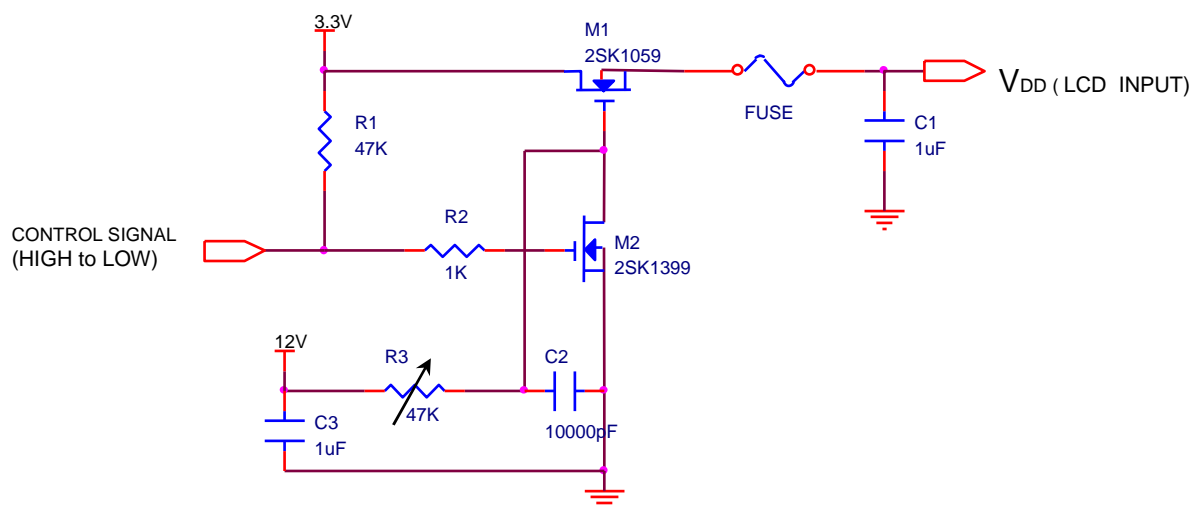 3.3V
M1
2SK1059
FUSE
VDD ( LCD INPUT)
R1
47K
C1
1uF
CONTROL SIGNAL
(HIGH to LOW)
R2
1K
M2
2SK1399
12V
R3
47K
C2
10000pF
C3
1uF